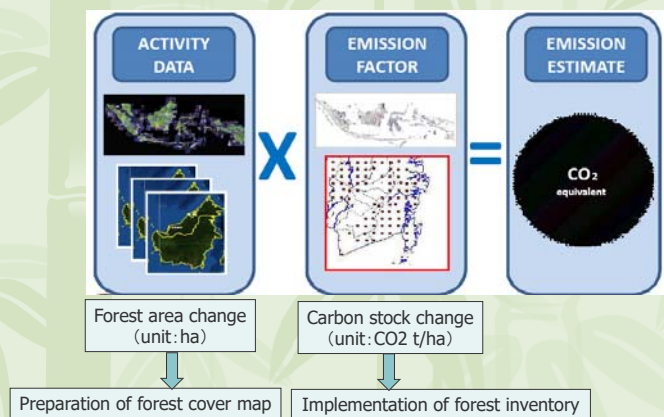 ACTIVITY
DATA
X
EMISSION
FACTOR
=
EMISSION
ESTIMATE
CO₂
equivalent
Forest area change
（unit：ha）
Carbon stock change
（unit：CO2 t/ha）
Preparation of forest cover map
Implementation of forest inventory